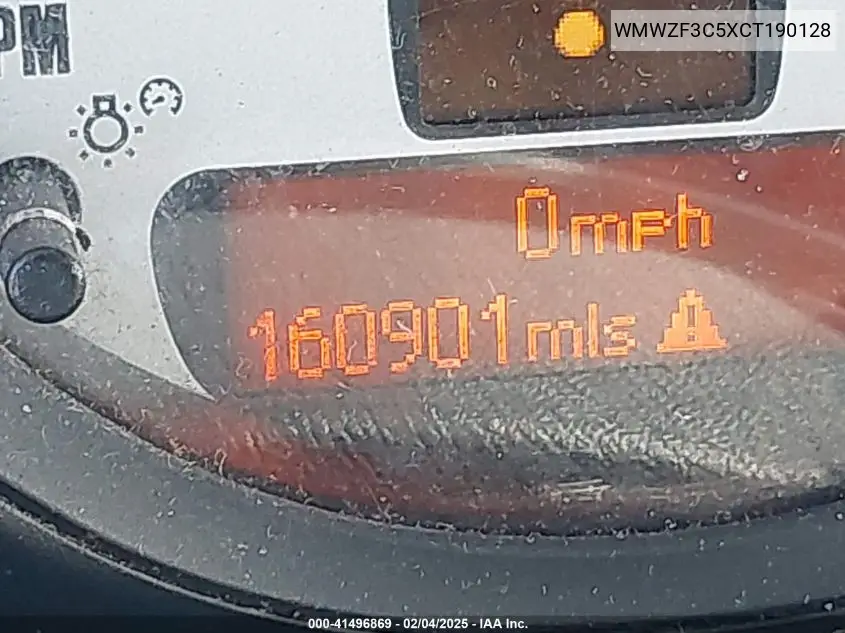 WMWZF3C5XCT190128
PM
0mph
160901mls
000-41496869 - 02/04/2025 - IAA Inc.